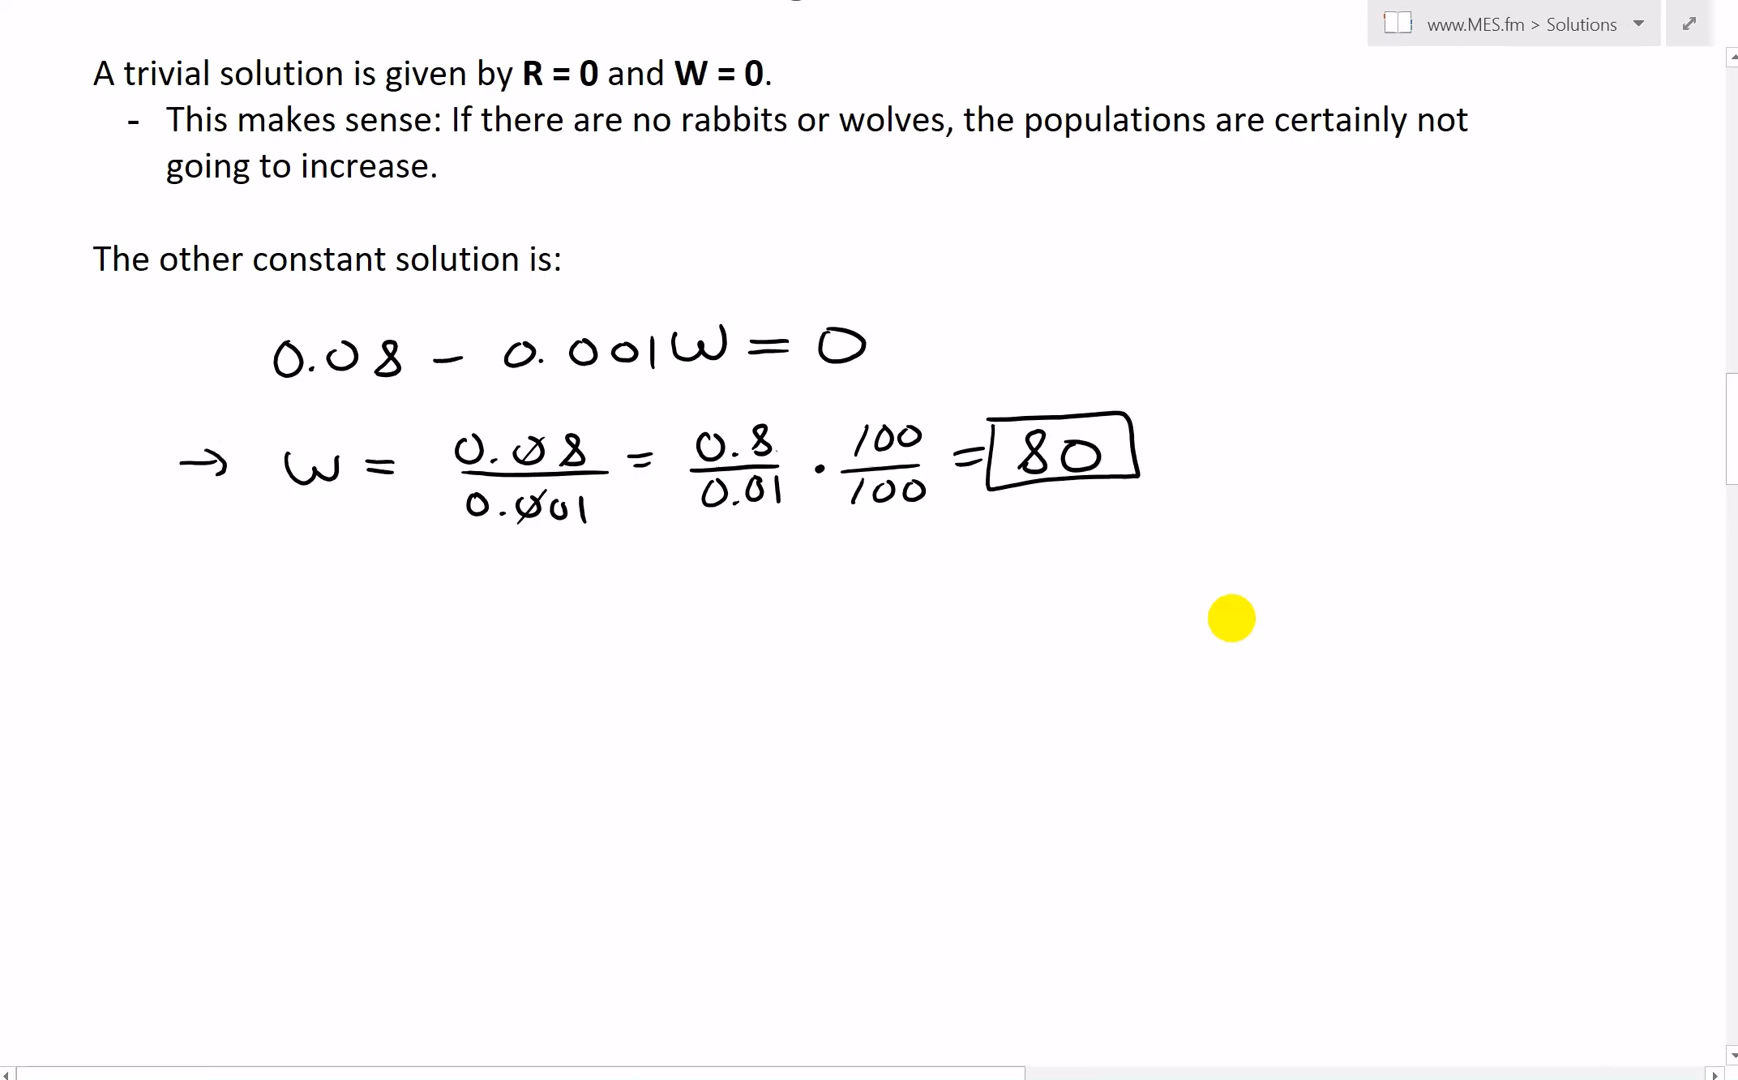 www.MES.fm > Solutions
A trivial solution is given by R = 0 and W = 0.
- This makes sense: If there are no rabbits or wolves, the populations are certainly not
going to increase.
The other constant solution is:
0.08 - 0.001W = 0
→ W = 0.08/0.001 = 0.8/0.01 · 100/100 = 80